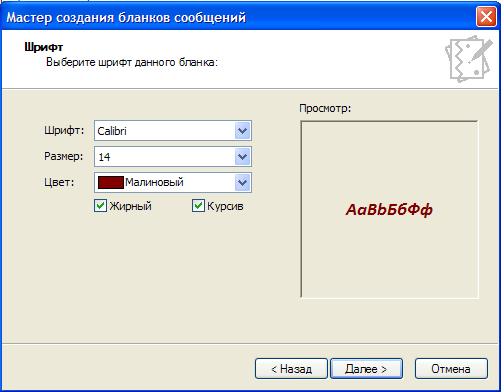 Мастер создания бланков сообщений
Шрифт
Выберите шрифт данного бланка:
Просмотр:
Шрифт: Calibri
Размер: 14
Цвет: Малиновый
Жирный Курсив
АаBbБбФф
< Назад Далее > Отмена